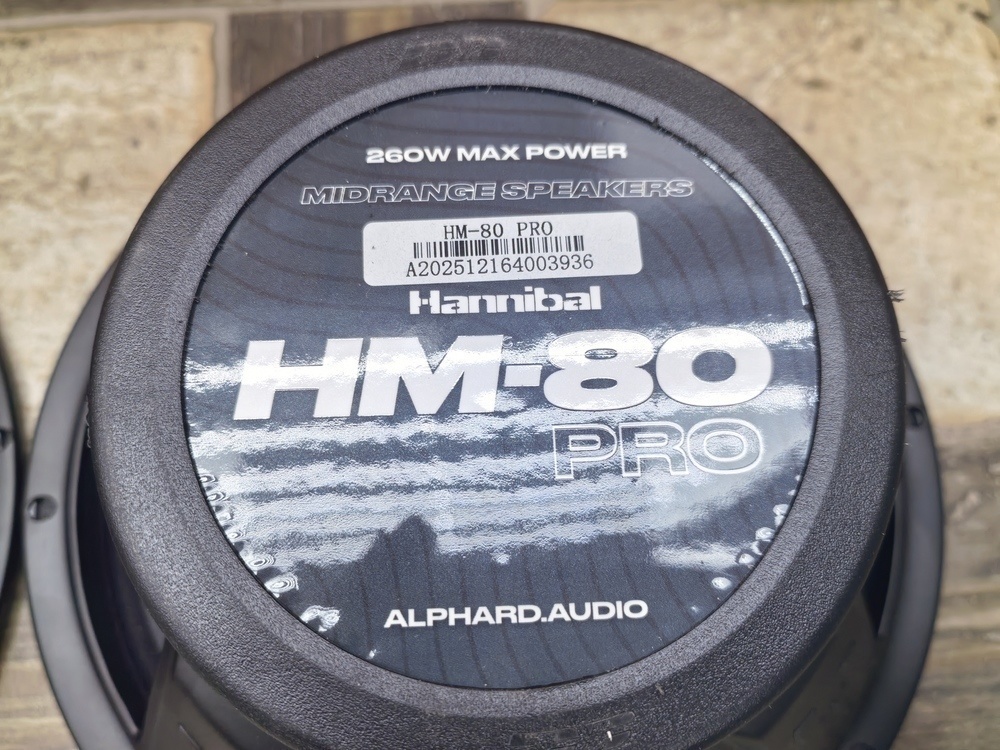 260W MAX POWER
MIDRANGE SPEAKERS
HM-80 PRO
A202512164003936
Hannibal
HM-80
PRO
ALPHARD.AUDIO